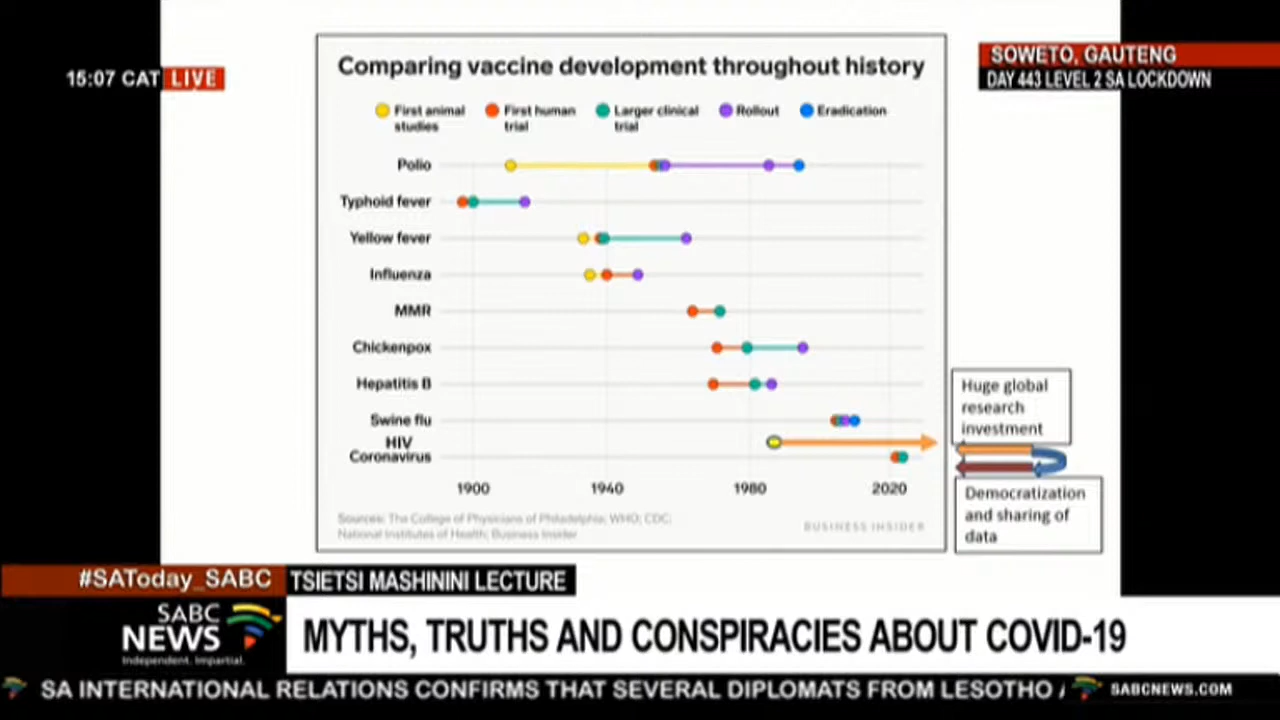 15:07 CAT LIVE
SOWETO, GAUTENG
DAY 443 LEVEL 2 SA LOCKDOWN
Comparing vaccine development throughout history
First animal studies
First human trial
Larger clinical trial
Rollout
Eradication
Polio
Typhoid fever
Yellow fever
Influenza
MMR
Chickenpox
Hepatitis B
Swine flu
HIV
Coronavirus
1900 1940 1980 2020
Sources: The College of Physicians of Philadelphia; WHO; CDC;
National Institutes of Health; Business Insider
BUSINESS INSIDER
Huge global
research
investment
Democratization
and sharing of
data
#SAToday_SABC
TSIETSI MASHININI LECTURE
SABC
NEWS
Independent. Impartial.
MYTHS, TRUTHS AND CONSPIRACIES ABOUT COVID-19
SA INTERNATIONAL RELATIONS CONFIRMS THAT SEVERAL DIPLOMATS FROM LESOTHO
SABCNEWS.COM